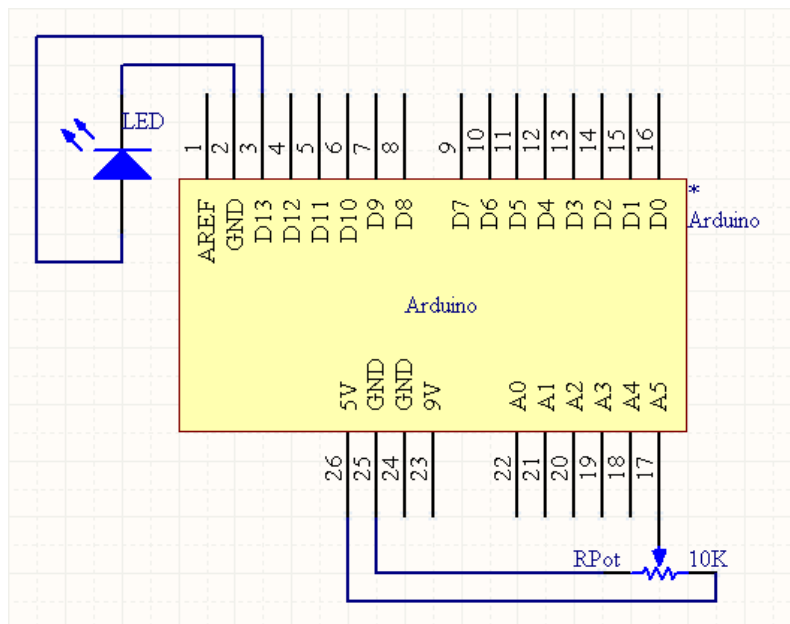 LED
1 2 3 4 5 6 7 8 9 10 11 12 13 14 15 16
AREF GND D13 D12 D11 D10 D9 D8 D7 D6 D5 D4 D3 D2 D1 D0
*
Arduino
Arduino
5V GND GND 9V A0 A1 A2 A3 A4 A5
26 25 24 23 22 21 20 19 18 17
RPot 10K